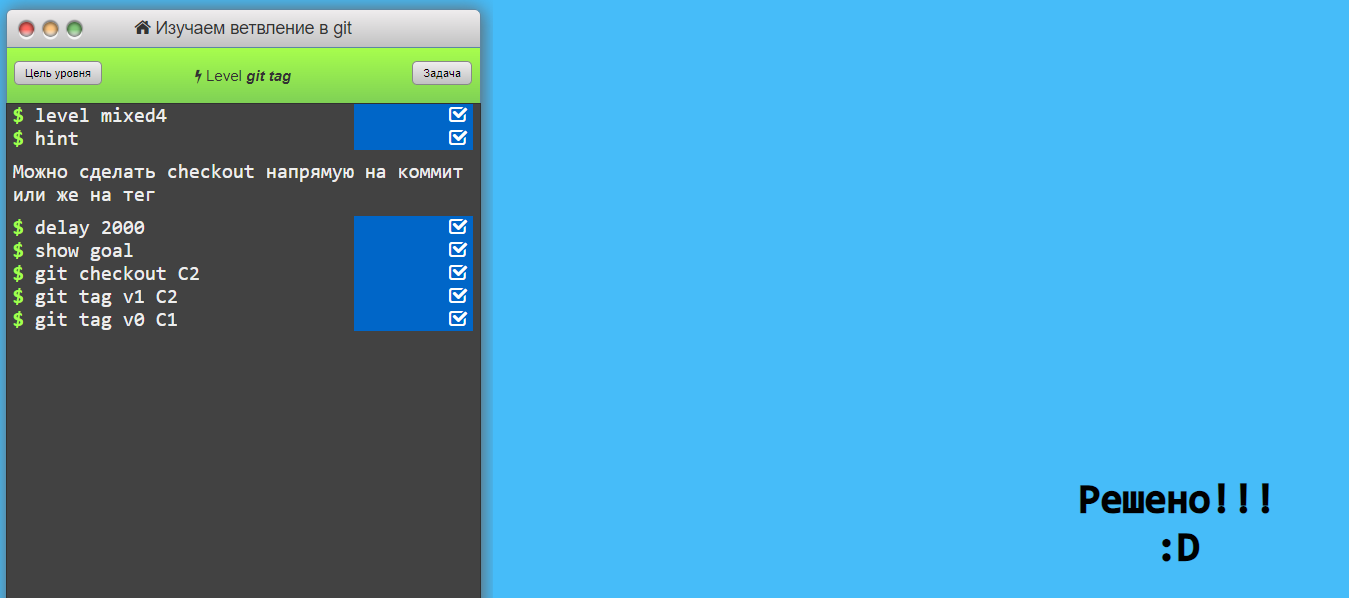 Изучаем ветвление в git
Цель уровня
Level git tag
Задача
$ level mixed4
$ hint
Можно сделать checkout напрямую на коммит
или же на тег
$ delay 2000
$ show goal
$ git checkout C2
$ git tag v1 C2
$ git tag v0 C1
Решено!!!
:D